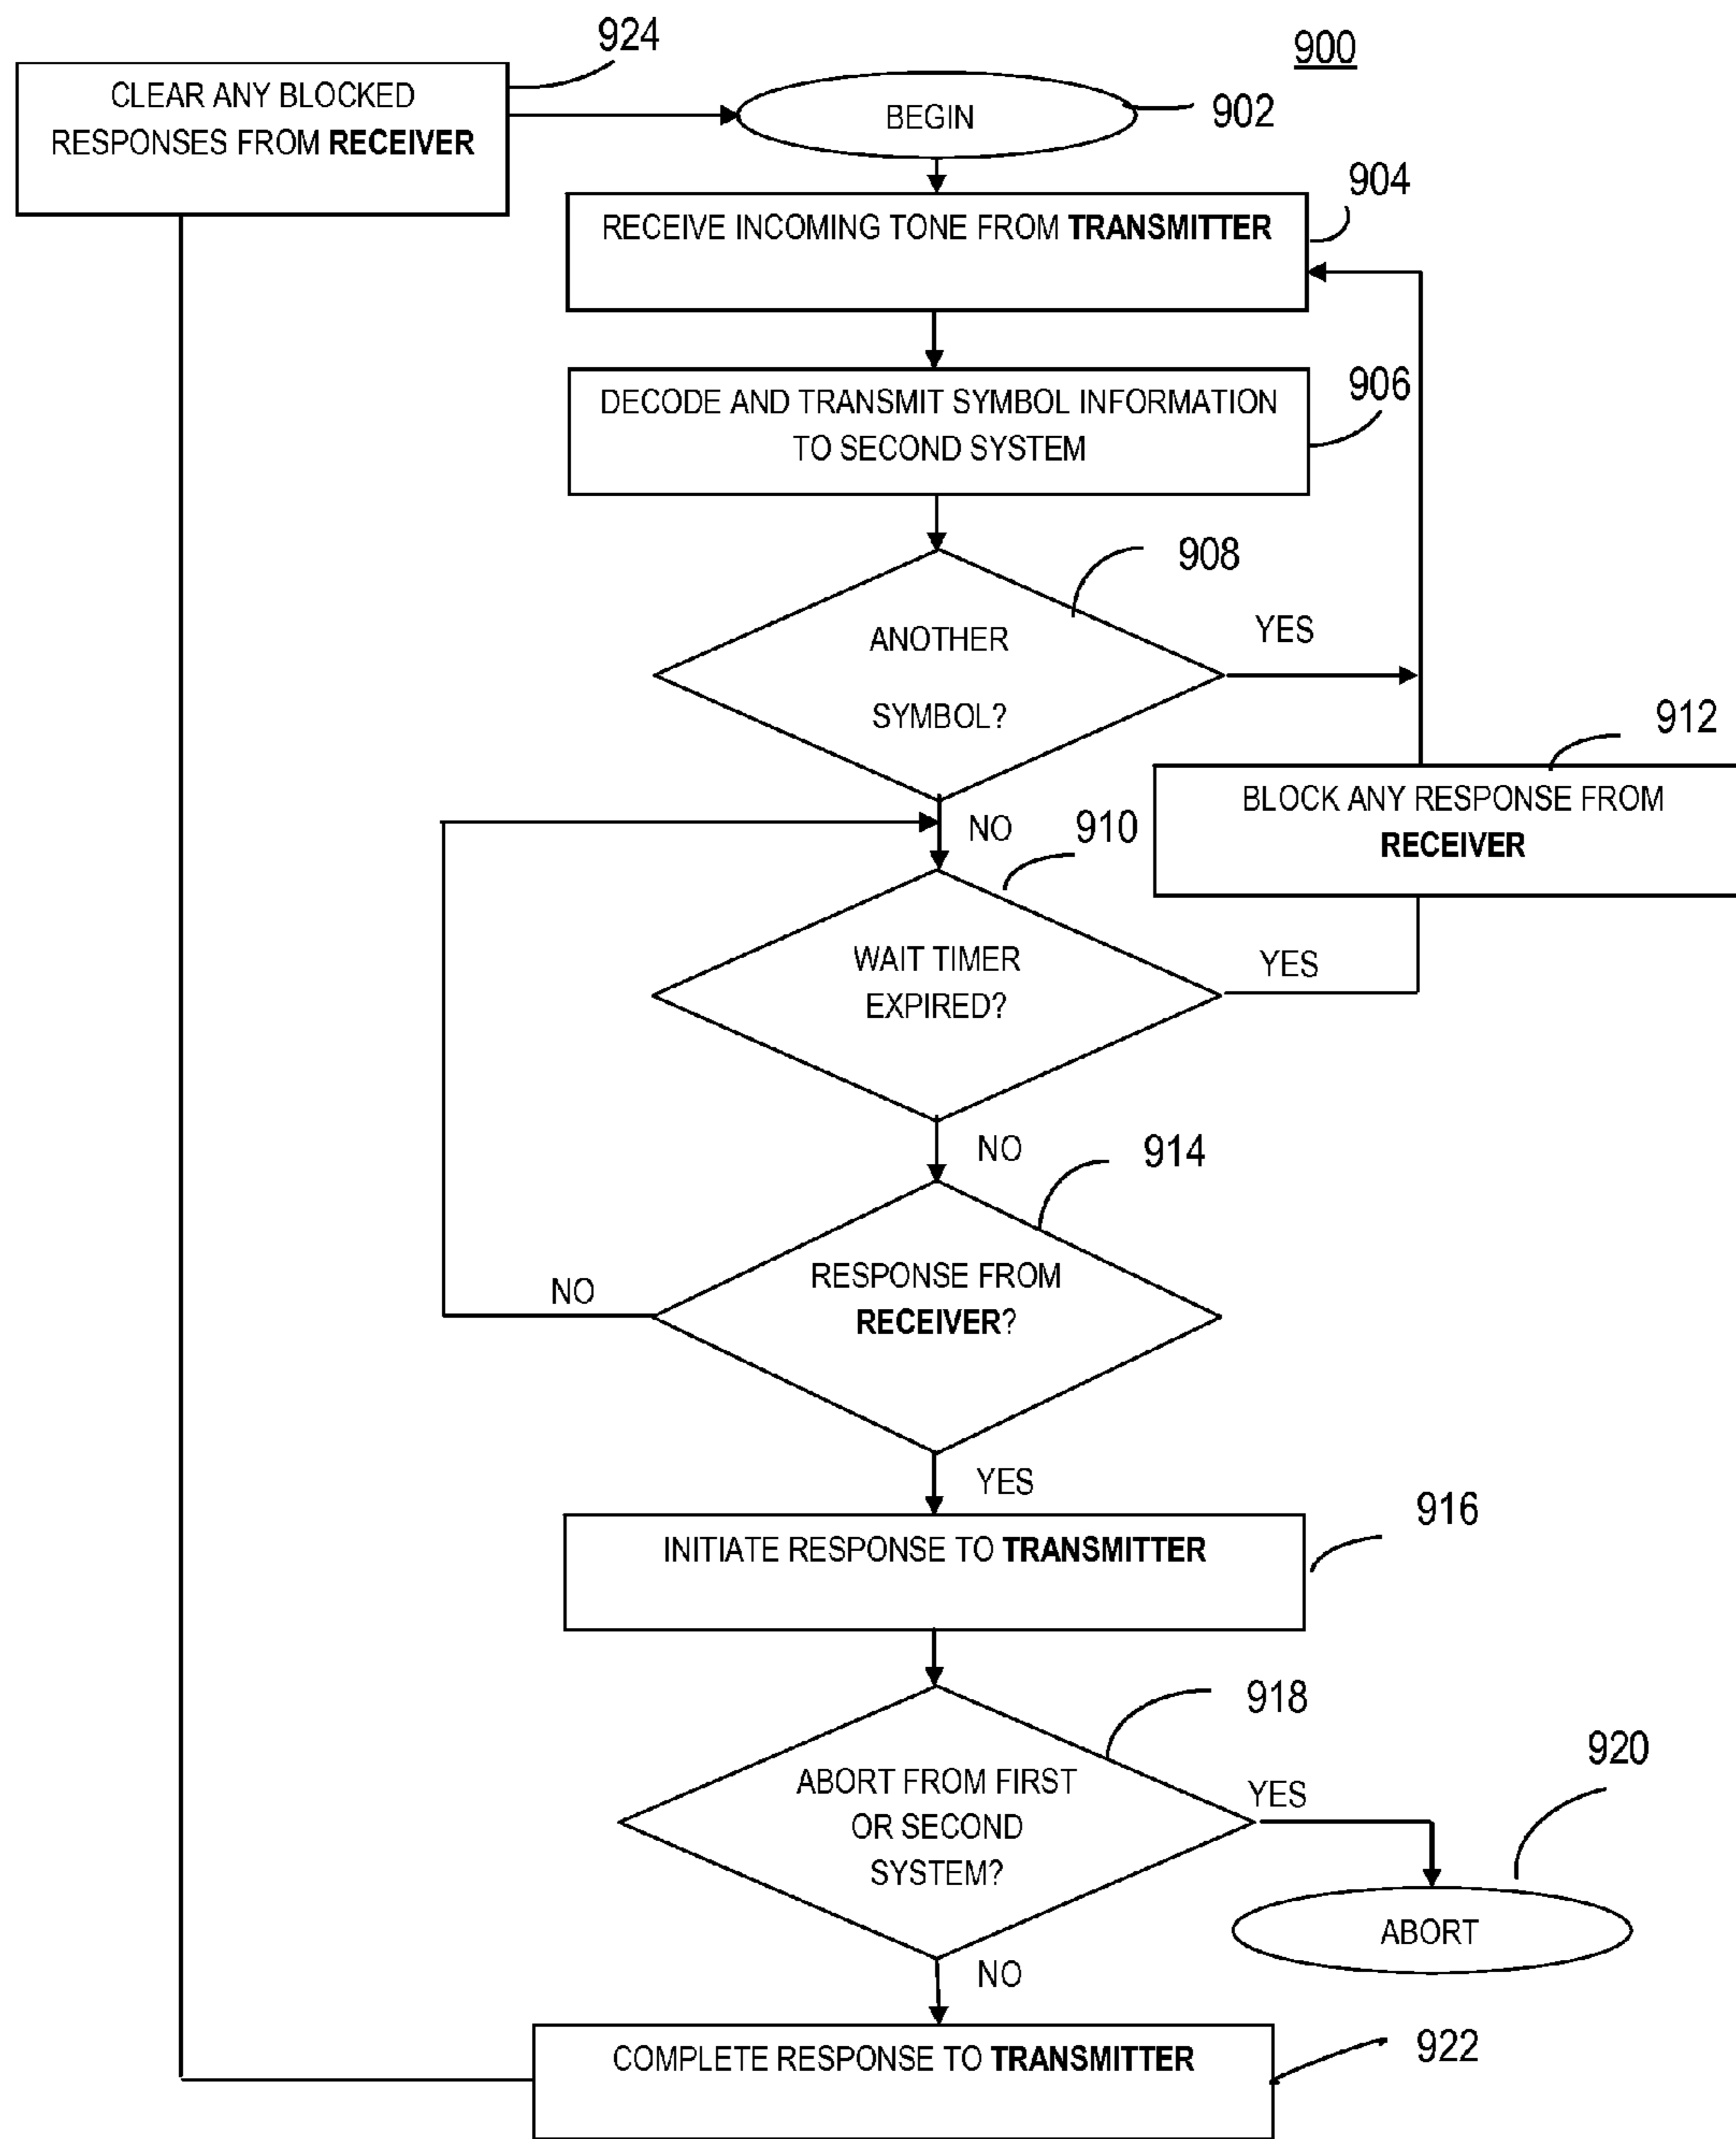 924
900
CLEAR ANY BLOCKED
RESPONSES FROM RECEIVER
BEGIN
902
904
RECEIVE INCOMING TONE FROM TRANSMITTER
906
DECODE AND TRANSMIT SYMBOL INFORMATION
TO SECOND SYSTEM
908
ANOTHER
SYMBOL?
YES
912
BLOCK ANY RESPONSE FROM
RECEIVER
NO
910
WAIT TIMER
EXPIRED?
YES
NO
914
RESPONSE FROM
RECEIVER?
NO
YES
916
INITIATE RESPONSE TO TRANSMITTER
918
ABORT FROM FIRST
OR SECOND
SYSTEM?
YES
920
ABORT
NO
COMPLETE RESPONSE TO TRANSMITTER
922